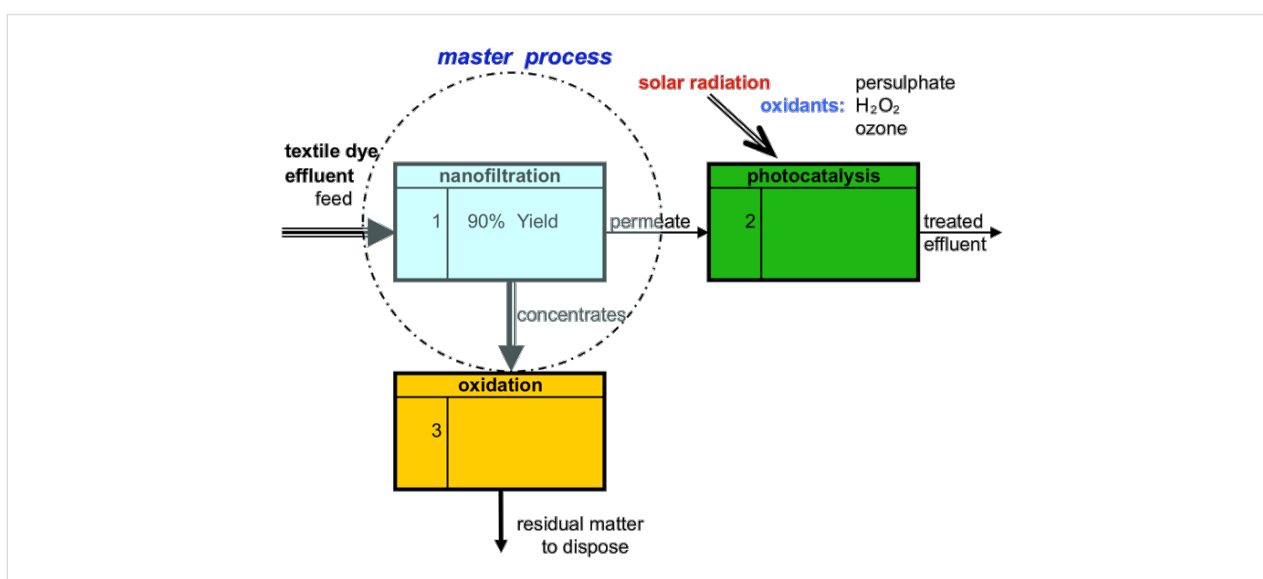 master process
solar radiation
persulphate
oxidants: H₂O₂
ozone
textile dye
effluent
feed
nanofiltration
1 90% Yield
permeate
photocatalysis
2
treated
effluent
concentrates
oxidation
3
residual matter
to dispose